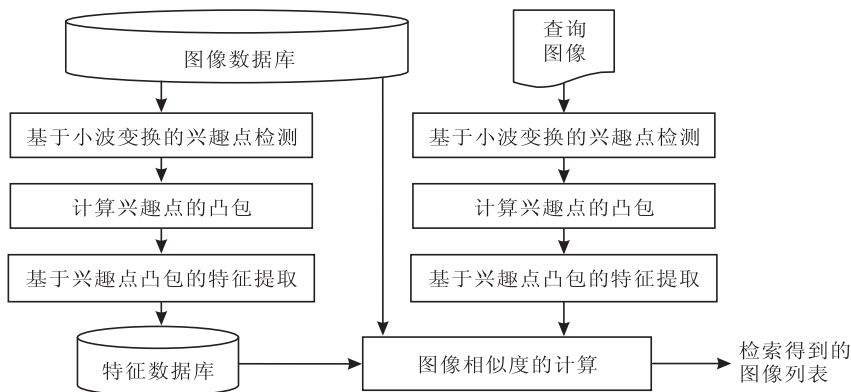 图像数据库
查询
图像
基于小波变换的兴趣点检测
基于小波变换的兴趣点检测
计算兴趣点的凸包
计算兴趣点的凸包
基于兴趣点凸包的特征提取
基于兴趣点凸包的特征提取
特征数据库
图像相似度的计算
检索得到的
图像列表